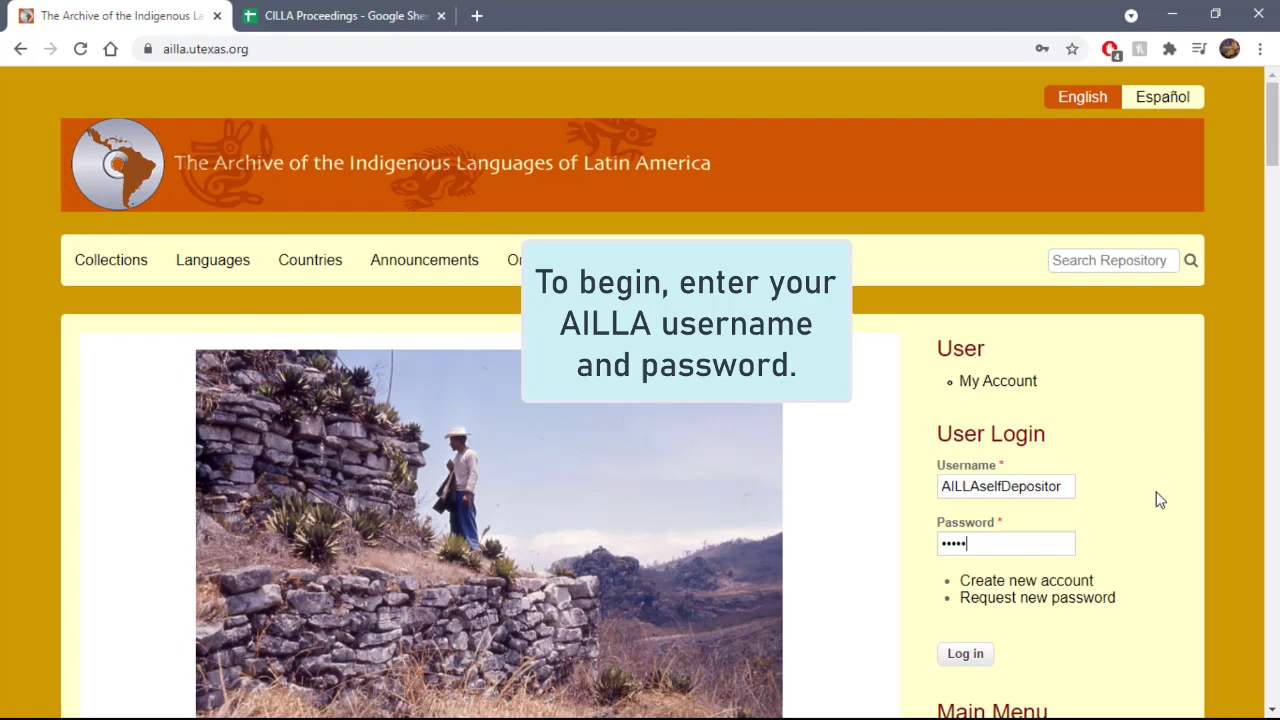 The Archive of the Indigenous La
CILLA Proceedings - Google She
ailla.utexas.org
4
English
Español
The Archive of the Indigenous Languages of Latin America
Collections
Languages
Countries
Announcements
Search Repository
To begin, enter your
AILLA username
and password.
User
My Account
User Login
Username *
AILLAselfDepositor
Password *
•••••
Create new account
Request new password
Log in
Main Menu